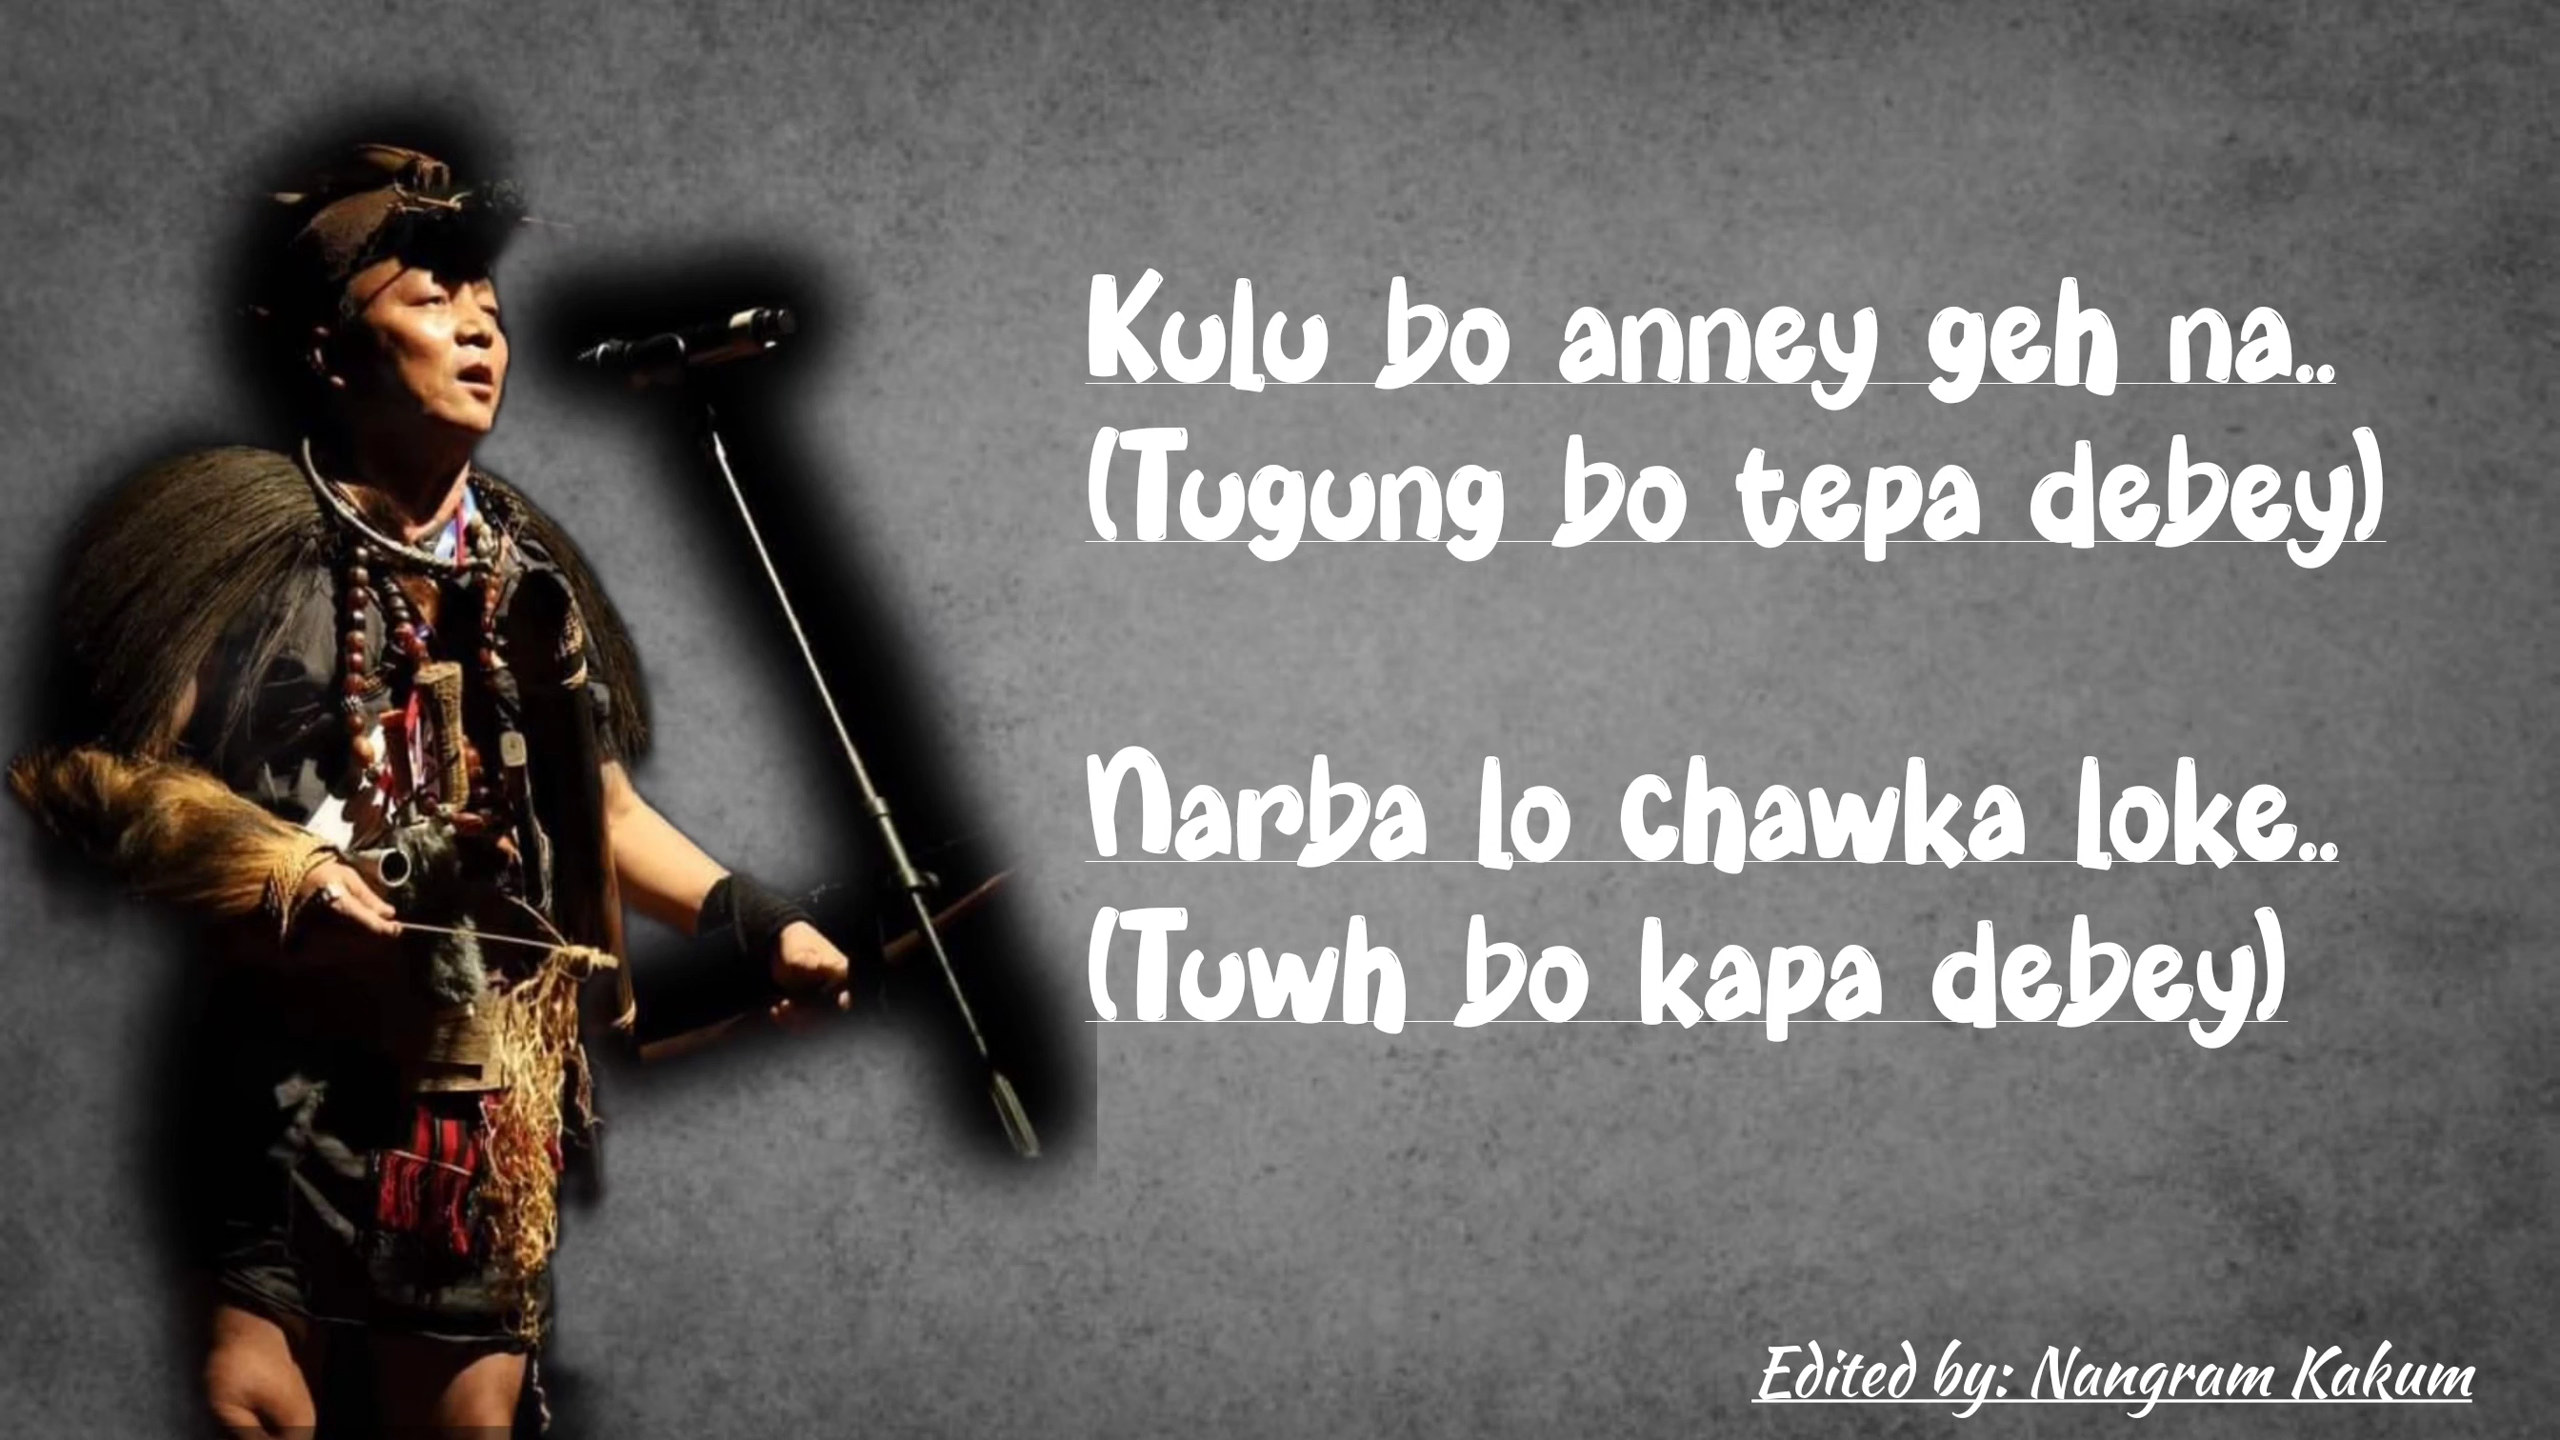 Kulu bo anney geh na..
(Tugung bo tepa debey)
Narba lo chawka loke..
(Tuwh bo kapa debey)
Edited by: Nangram Kakum